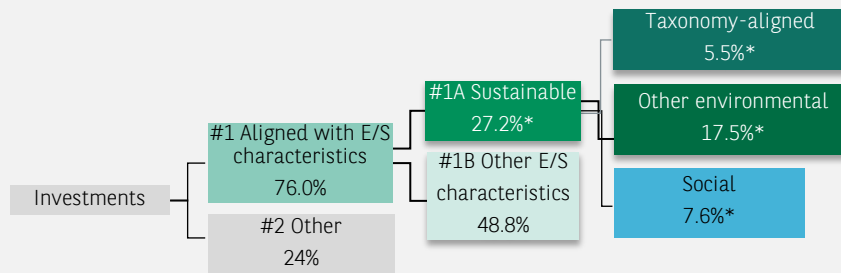 Investments
#1 Aligned with E/S
characteristics
76.0%
#2 Other
24%
#1A Sustainable
27.2%*
#1B Other E/S
characteristics
48.8%
Taxonomy-aligned
5.5%*
Other environmental
17.5%*
Social
7.6%*